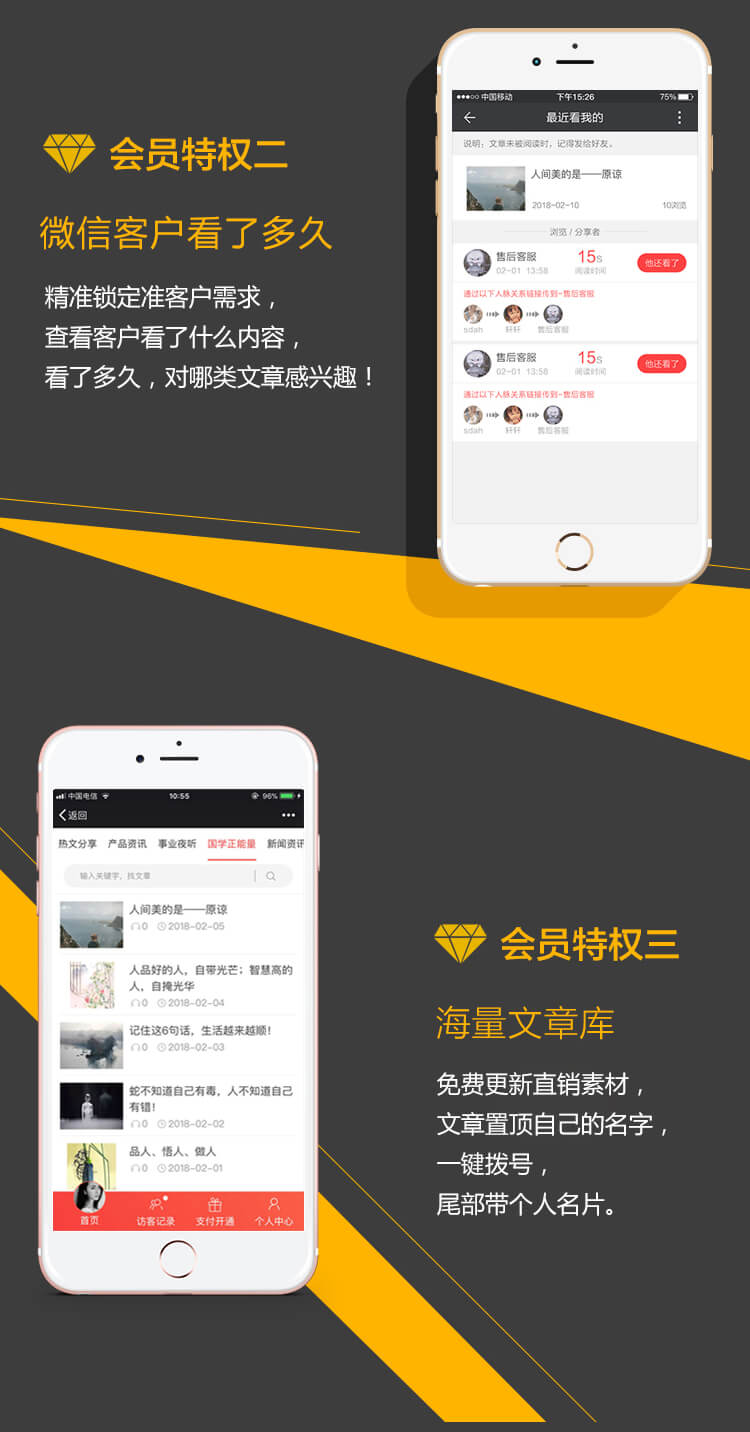 会员特权二
微信客户看了多久
精准锁定准客户需求，
查看客户看了什么内容，
看了多久，对哪类文章感兴趣！
中国移动 下午15:26 75%
最近看我的
说明：文章未被阅读时，记得发给好友。
人间美的是——原谅
2018-02-10 10浏览
浏览 / 分享者
售后客服 15s 他还看了
02-01 13:58 阅读时间
通过以下人脉关系链接传到-售后客服
sdah 轩轩 售后客服
售后客服 15s 他还看了
02-01 13:58 阅读时间
通过以下人脉关系链接传到-售后客服
sdah 轩轩 售后客服
中国电信 10:55 96%
返回
热文分享 产品资讯 事业夜听 国学正能量 新闻资讯
输入关键字，找文章
人间美的是——原谅
0 2018-02-05
人品好的人，自带光芒；智慧高的
人，自掩光华
0 2018-02-04
记住这6句话，生活越来越顺！
0 2018-02-03
蛇不知道自己有毒，人不知道自己
有错！
0 2018-02-02
品人、悟人、做人
0 2018-02-01
首页 访客记录 支付开通 个人中心
会员特权三
海量文章库
免费更新直销素材，
文章置顶自己的名字，
一键拨号，
尾部带个人名片。